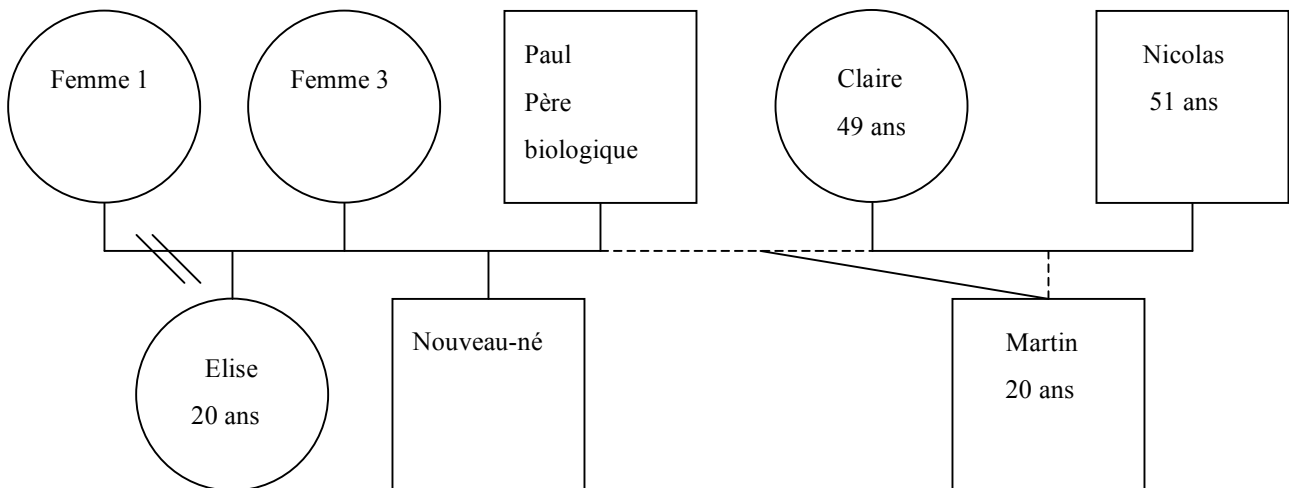 Femme 1
Femme 3
Paul
Père
biologique
Claire
49 ans
Nicolas
51 ans
Elise
20 ans
Nouveau-né
Martin
20 ans